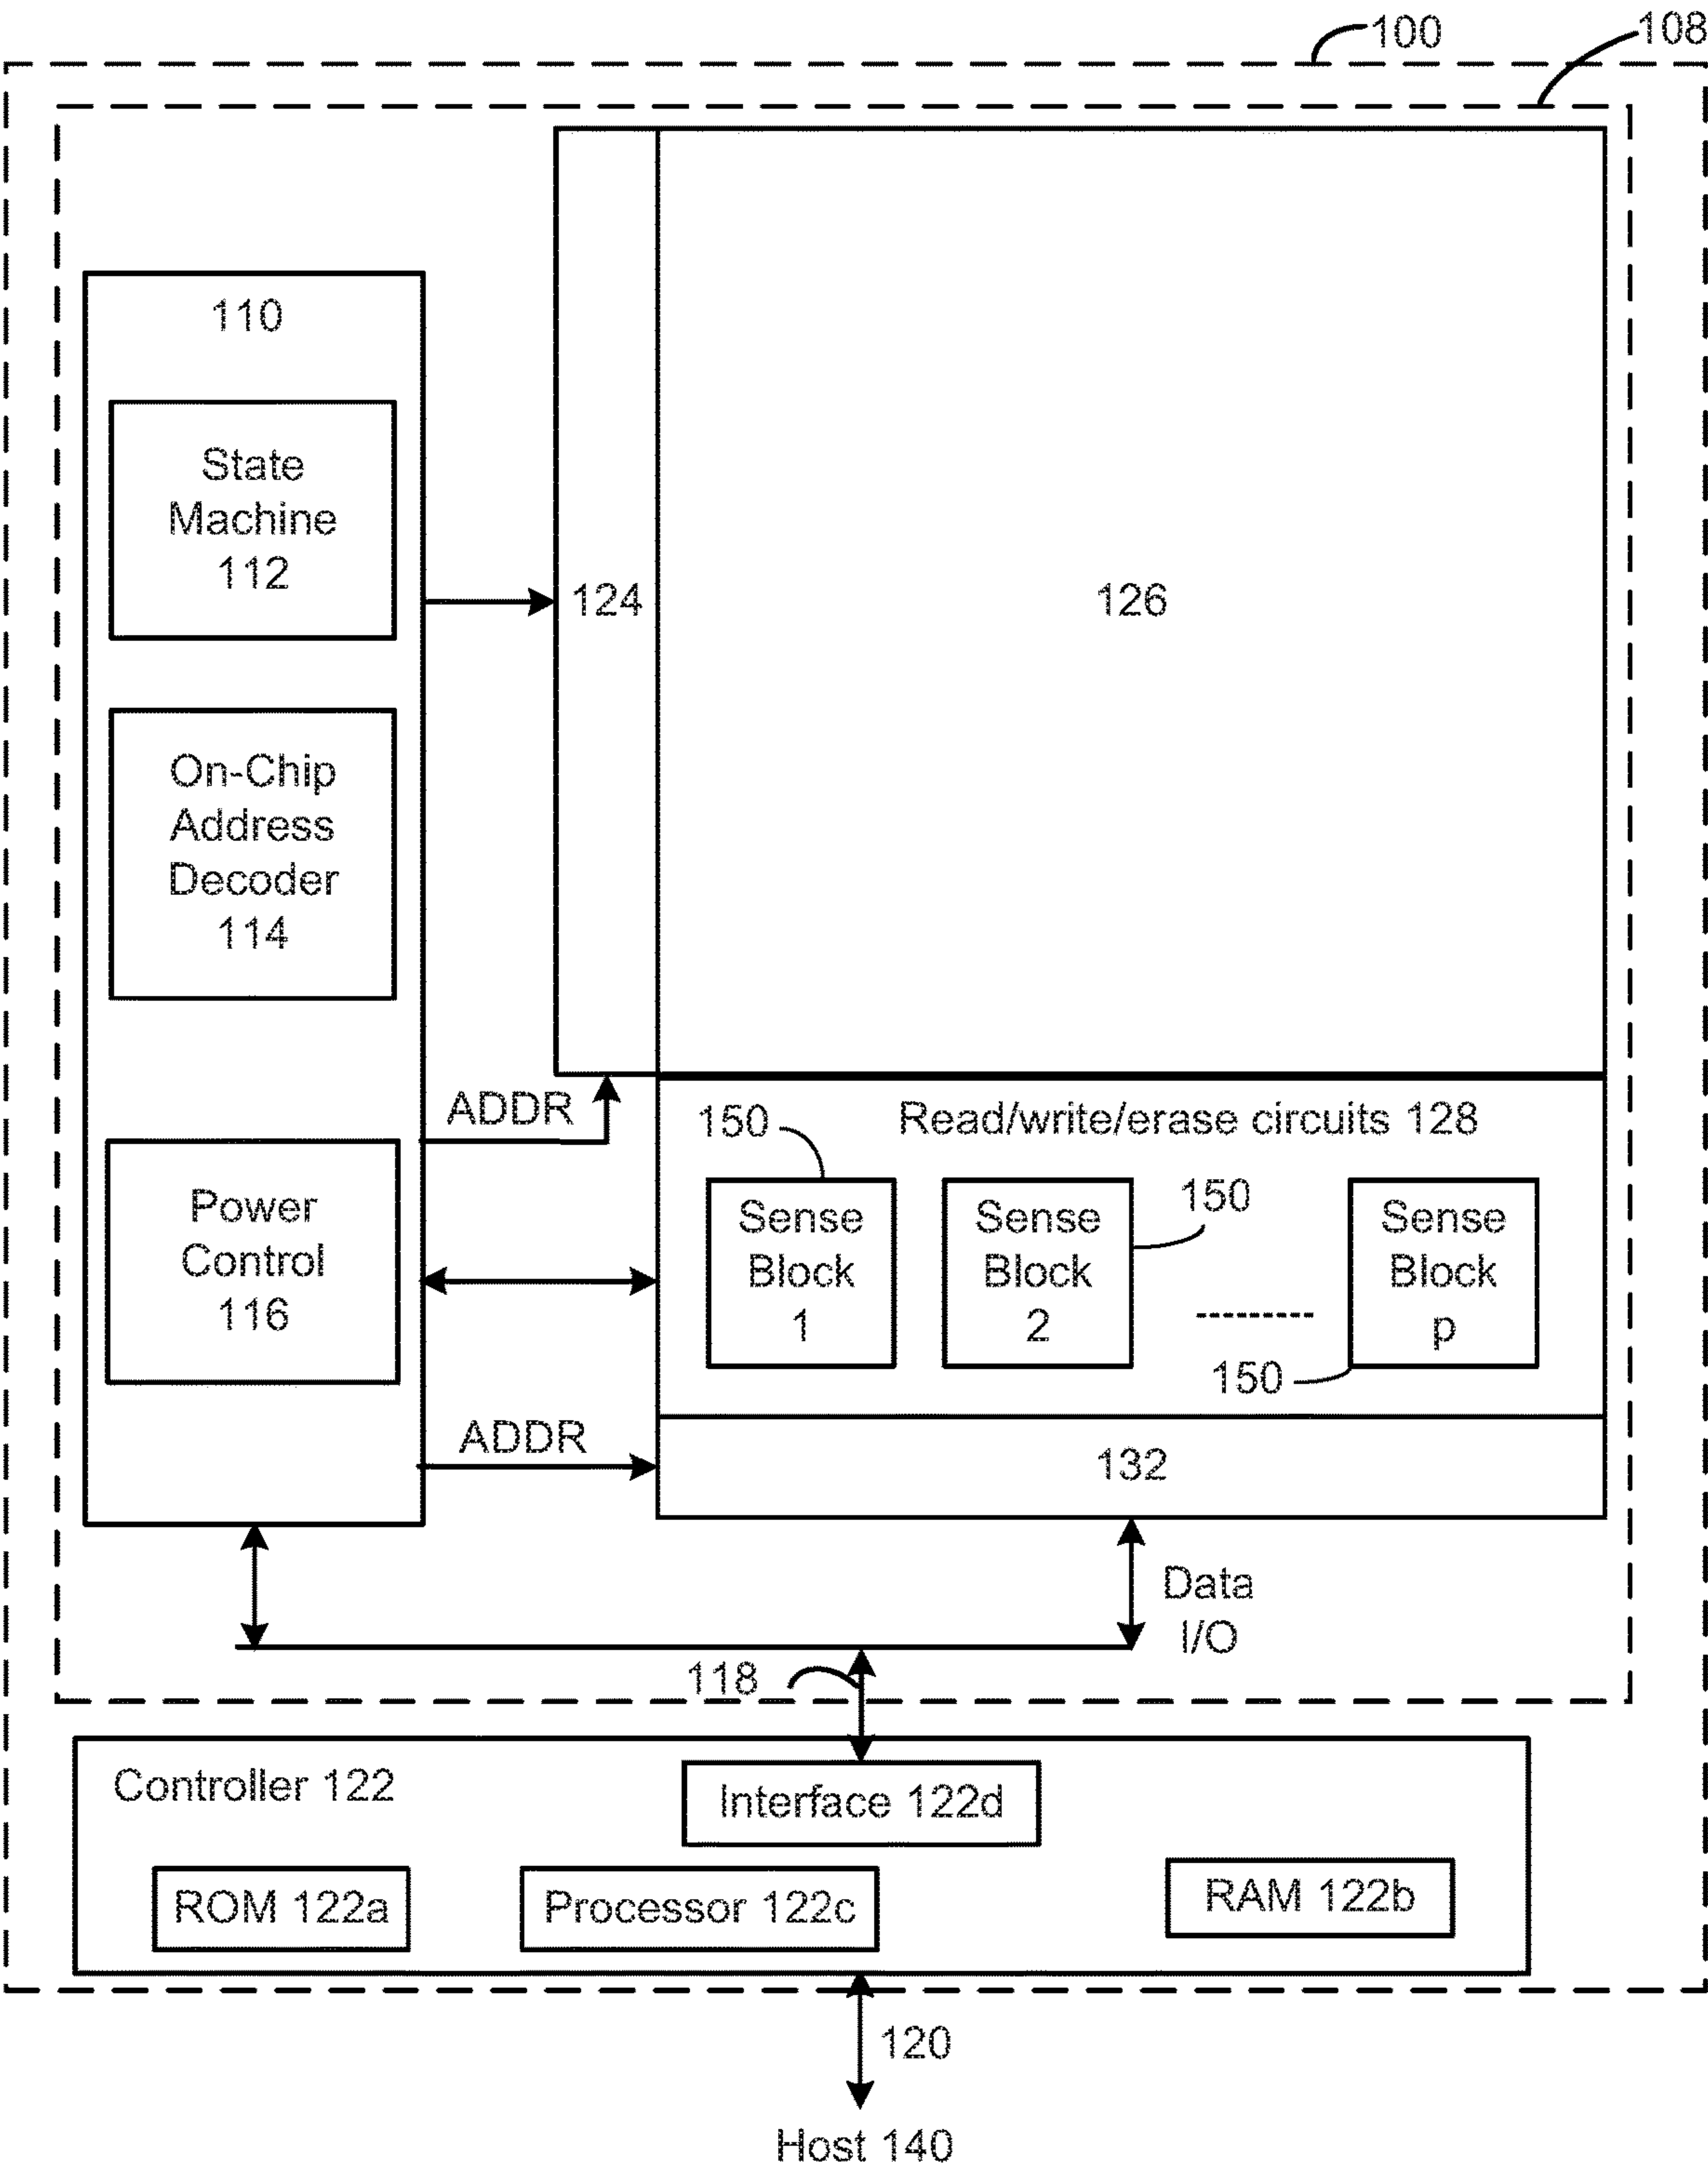 100
108
110
State
Machine
112
124
126
On-Chip
Address
Decoder
114
ADDR
150
Read/write/erase circuits 128
Power
Control
116
Sense
Block
1
Sense
Block
2
150
Sense
Block
p
150
ADDR
132
Data
I/O
118
Controller 122
Interface 122d
ROM 122a
Processor 122c
RAM 122b
120
Host 140